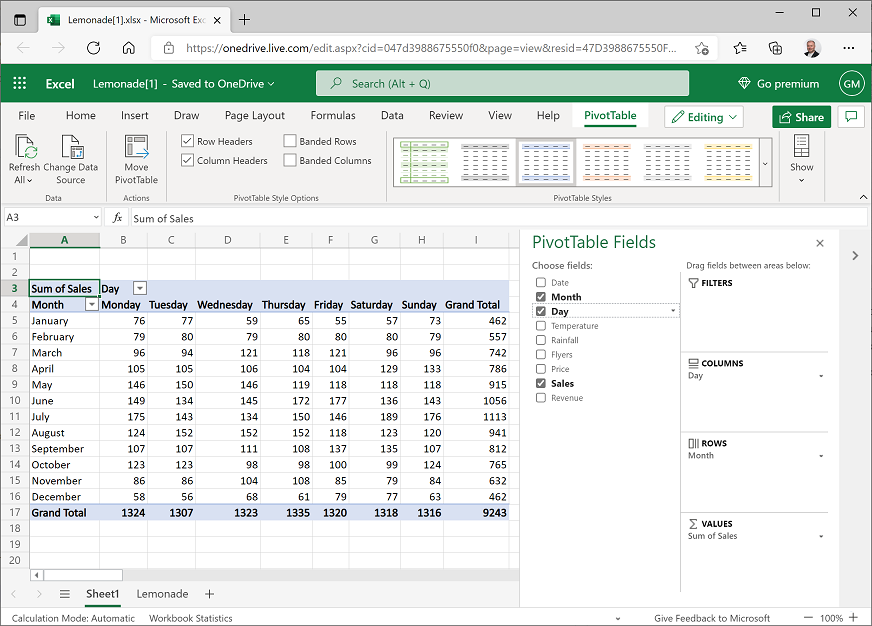 Lemonade[1].xlsx - Microsoft Exc
https://onedrive.live.com/edit.aspx?cid=047d3988675550f0&page=view&resid=47D3988675550F...
Excel Lemonade[1] - Saved to OneDrive Search (Alt + Q) Go premium GM
File Home Insert Draw Page Layout Formulas Data Review View Help PivotTable Editing Share
Refresh All Change Data Source Move PivotTable Row Headers Banded Rows Column Headers Banded Columns Show
Data Actions PivotTable Style Options PivotTable Styles
A3 fx Sum of Sales
A B C D E F G H I
1
2
3 Sum of Sales Day
4 Month Monday Tuesday Wednesday Thursday Friday Saturday Sunday Grand Total
5 January 76 77 59 65 55 57 73 462
6 February 79 80 79 80 80 80 79 557
7 March 96 94 121 118 121 96 96 742
8 April 105 105 106 104 104 129 133 786
9 May 146 150 146 119 118 118 118 915
10 June 149 134 145 172 177 136 143 1056
11 July 175 143 134 150 146 189 176 1113
12 August 124 152 152 152 118 123 120 941
13 September 107 107 111 108 137 135 107 812
14 October 123 123 98 98 100 99 124 765
15 November 86 86 104 108 85 79 84 632
16 December 58 56 68 61 79 77 63 462
17 Grand Total 1324 1307 1323 1335 1320 1318 1316 9243
18
19
20
PivotTable Fields
Choose fields:
Date
Month
Day
Temperature
Rainfall
Flyers
Price
Sales
Revenue
Drag fields between areas below:
FILTERS
COLUMNS
Day
ROWS
Month
VALUES
Sum of Sales
Sheet1 Lemonade
Calculation Mode: Automatic Workbook Statistics Give Feedback to Microsoft 100%